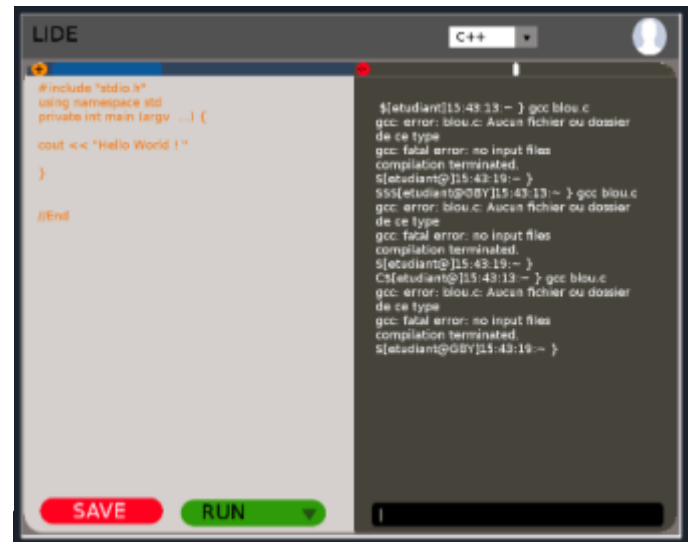 LIDE
C++
#include "stdio.h"
using namespace std
private int main (argv ...) {
cout << "Hello World ! "
}
//End
$[etudiant]15:43:13:~ } gcc blou.c
gcc: error: blou.c: Aucun fichier ou dossier
de ce type
gcc: fatal error: no input files
compilation terminated.
$[etudiant@]15:43:19:~ }
$$$[etudiant@GBY]15:43:13:~ } gcc blou.c
gcc: error: blou.c: Aucun fichier ou dossier
de ce type
gcc: fatal error: no input files
compilation terminated.
$[etudiant@]15:43:19:~ }
C$[etudiant@]15:43:13:~ } gcc blou.c
gcc: error: blou.c: Aucun fichier ou dossier
de ce type
gcc: fatal error: no input files
compilation terminated.
$[etudiant@GBY]15:43:19:~ }
SAVE
RUN